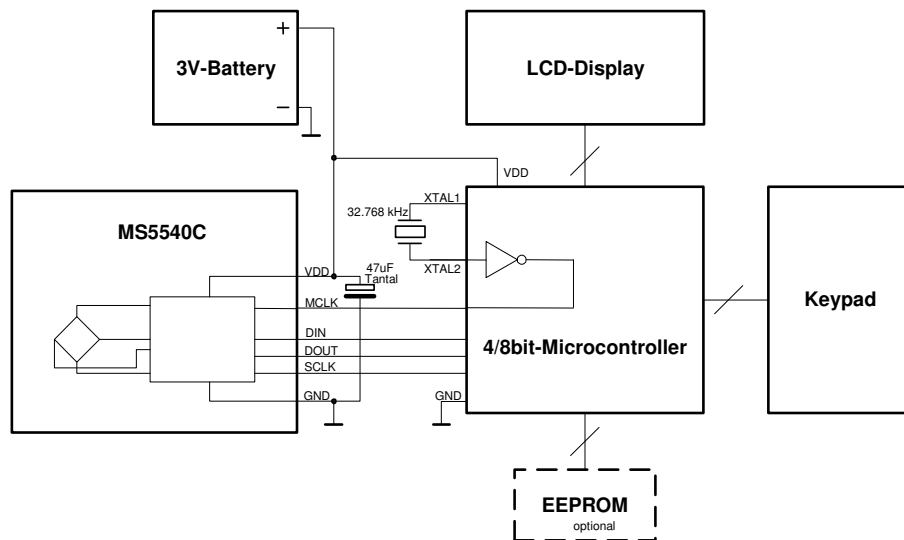 +
3V-Battery
−
LCD-Display
VDD
MS5540C
XTAL1
32.768 kHz
XTAL2
VDD
47uF
Tantal
MCLK
DIN
DOUT
SCLK
GND
4/8bit-Microcontroller
GND
Keypad
EEPROM
optional